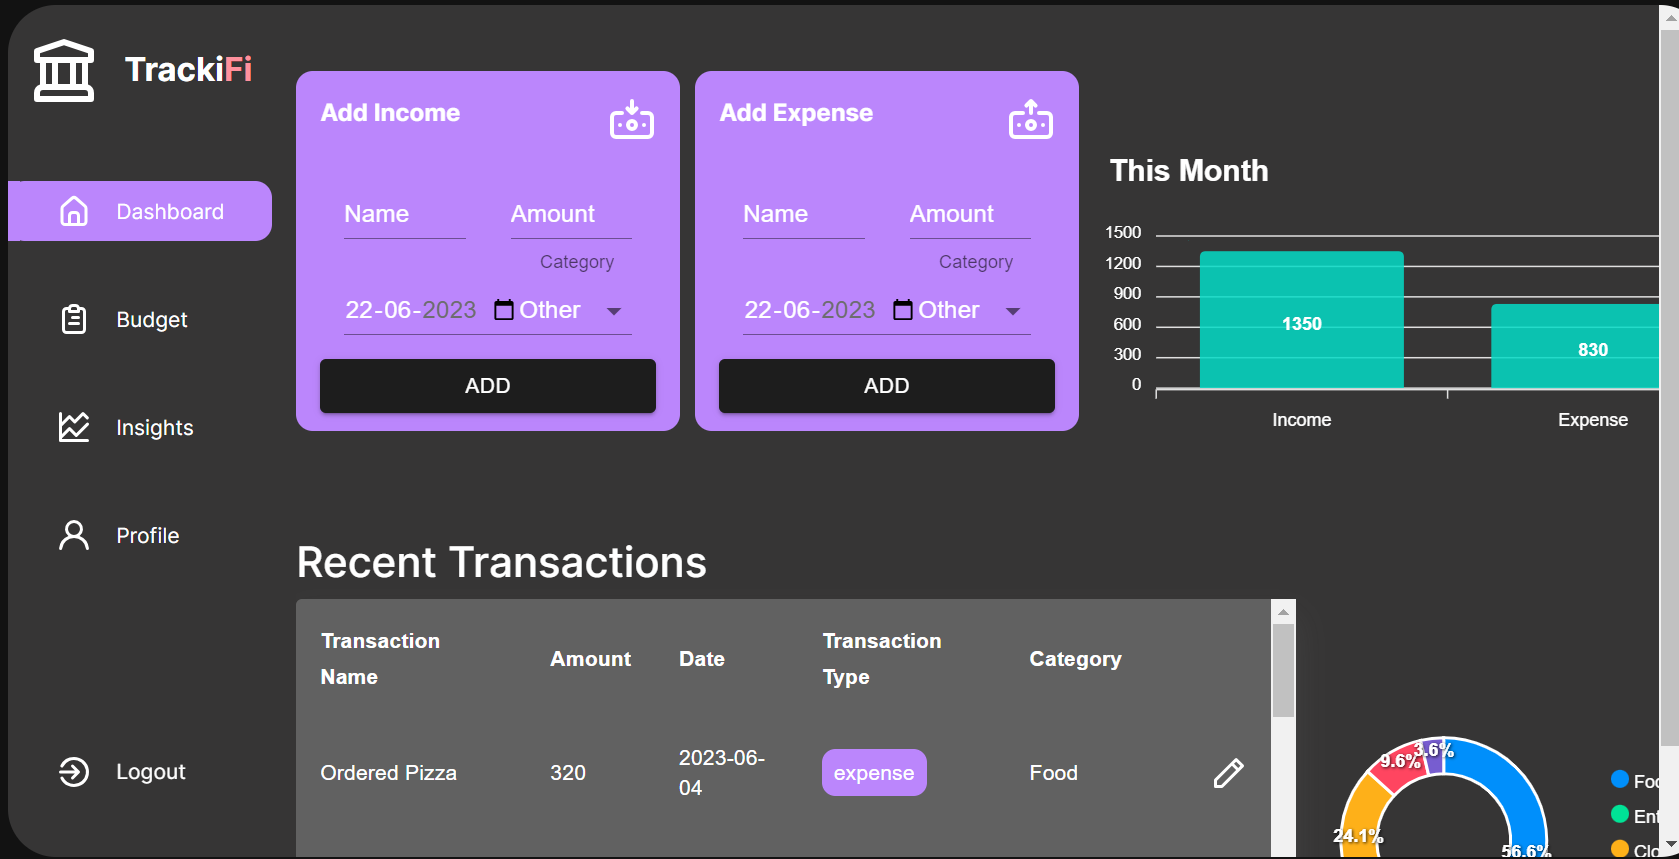 TrackiFi
Dashboard
Budget
Insights
Profile
Logout
Add Income
Name
Amount
Category
22-06-2023
Other
ADD
Add Expense
Name
Amount
Category
22-06-2023
Other
ADD
This Month
1500
1200
900
600
300
0
1350
830
Income
Expense
Recent Transactions
Transaction
Name
Amount
Date
Transaction
Type
Category
Ordered Pizza
320
2023-06-
04
expense
Food
3.6%
9.6%
24.1%
56.6%